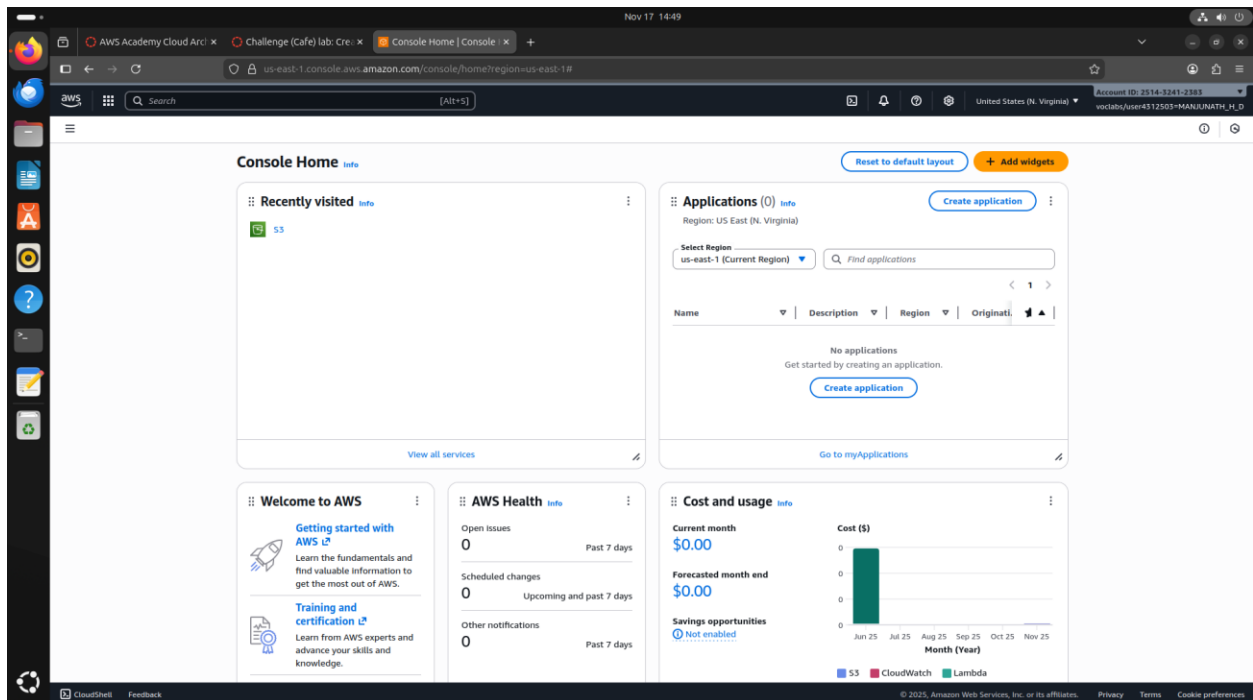 Nov 17 14:49
AWS Academy Cloud Arch
Challenge (Cafe) lab: Crea
Console Home | Console
us-east-1.console.aws.amazon.com/console/home?region=us-east-1#
aws
Search
[Alt+S]
United States (N. Virginia)
Account ID: 2514-3241-2383
voclabs/user4312503=MANJUNATH_H_D
Console Home Info
Reset to default layout
+ Add widgets
Recently visited Info
S3
View all services
Applications (0) Info
Create application
Region: US East (N. Virginia)
Select Region
us-east-1 (Current Region)
Find applications
1
Name
Description
Region
Originati
No applications
Get started by creating an application.
Create application
Go to myApplications
Welcome to AWS
Getting started with
AWS
Learn the fundamentals and
find valuable information to
get the most out of AWS.
Training and
certification
Learn from AWS experts and
advance your skills and
knowledge.
AWS Health Info
Open issues
0 Past 7 days
Scheduled changes
0 Upcoming and past 7 days
Other notifications
0 Past 7 days
Cost and usage Info
Current month
$0.00
Forecasted month end
$0.00
Savings opportunities
Not enabled
Cost ($)
0
0
0
0
Jun 25 Jul 25 Aug 25 Sep 25 Oct 25 Nov 25
Month (Year)
S3 CloudWatch Lambda
CloudShell Feedback
© 2025, Amazon Web Services, Inc. or its affiliates. Privacy Terms Cookie preferences